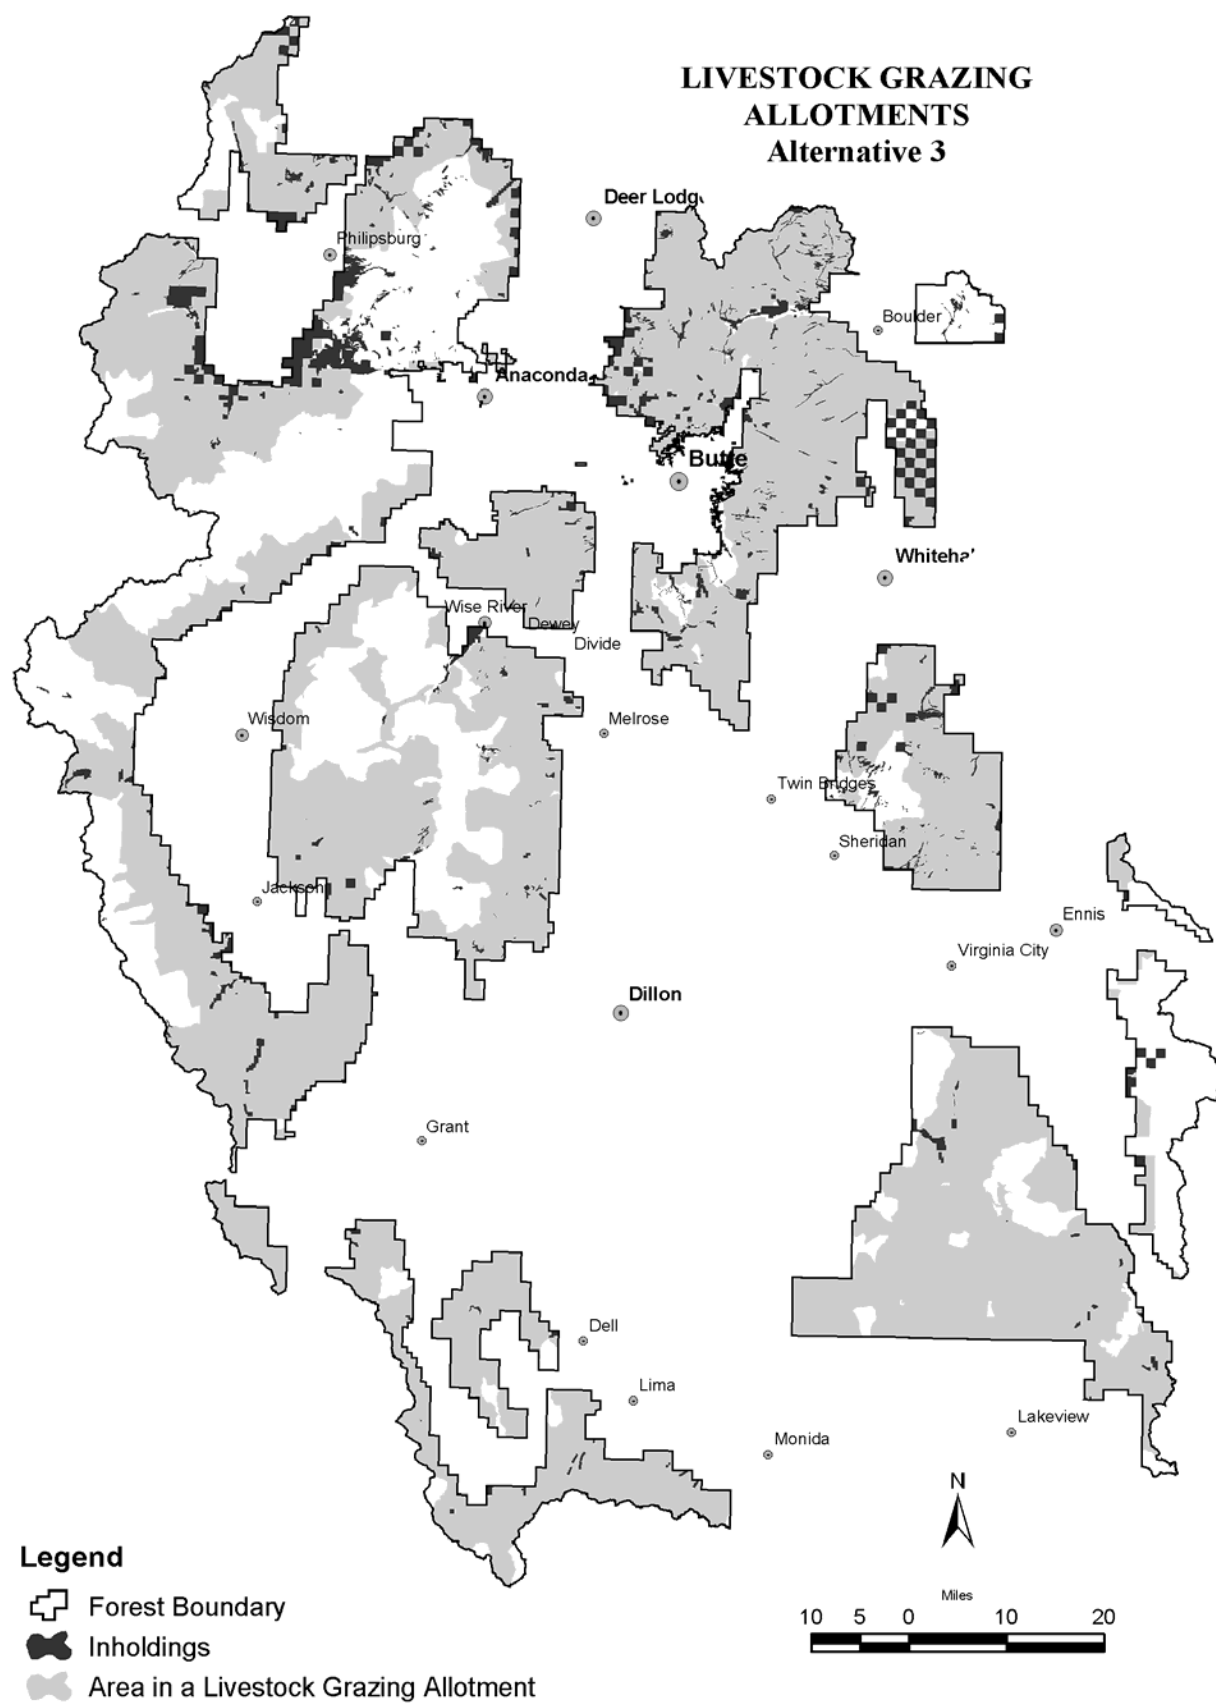 LIVESTOCK GRAZING
ALLOTMENTS
Alternative 3
Deer Lodg
Philipsburg
Boulder
Anaconda
Butte
Whiteha
Wise River
Dewey
Divide
Wisdom
Melrose
Twin Bridges
Sheridan
Jackson
Ennis
Virginia City
Dillon
Grant
Dell
Lima
Lakeview
Monida
N
Legend
Forest Boundary
Inholdings
Area in a Livestock Grazing Allotment
Miles
10 5 0 10 20